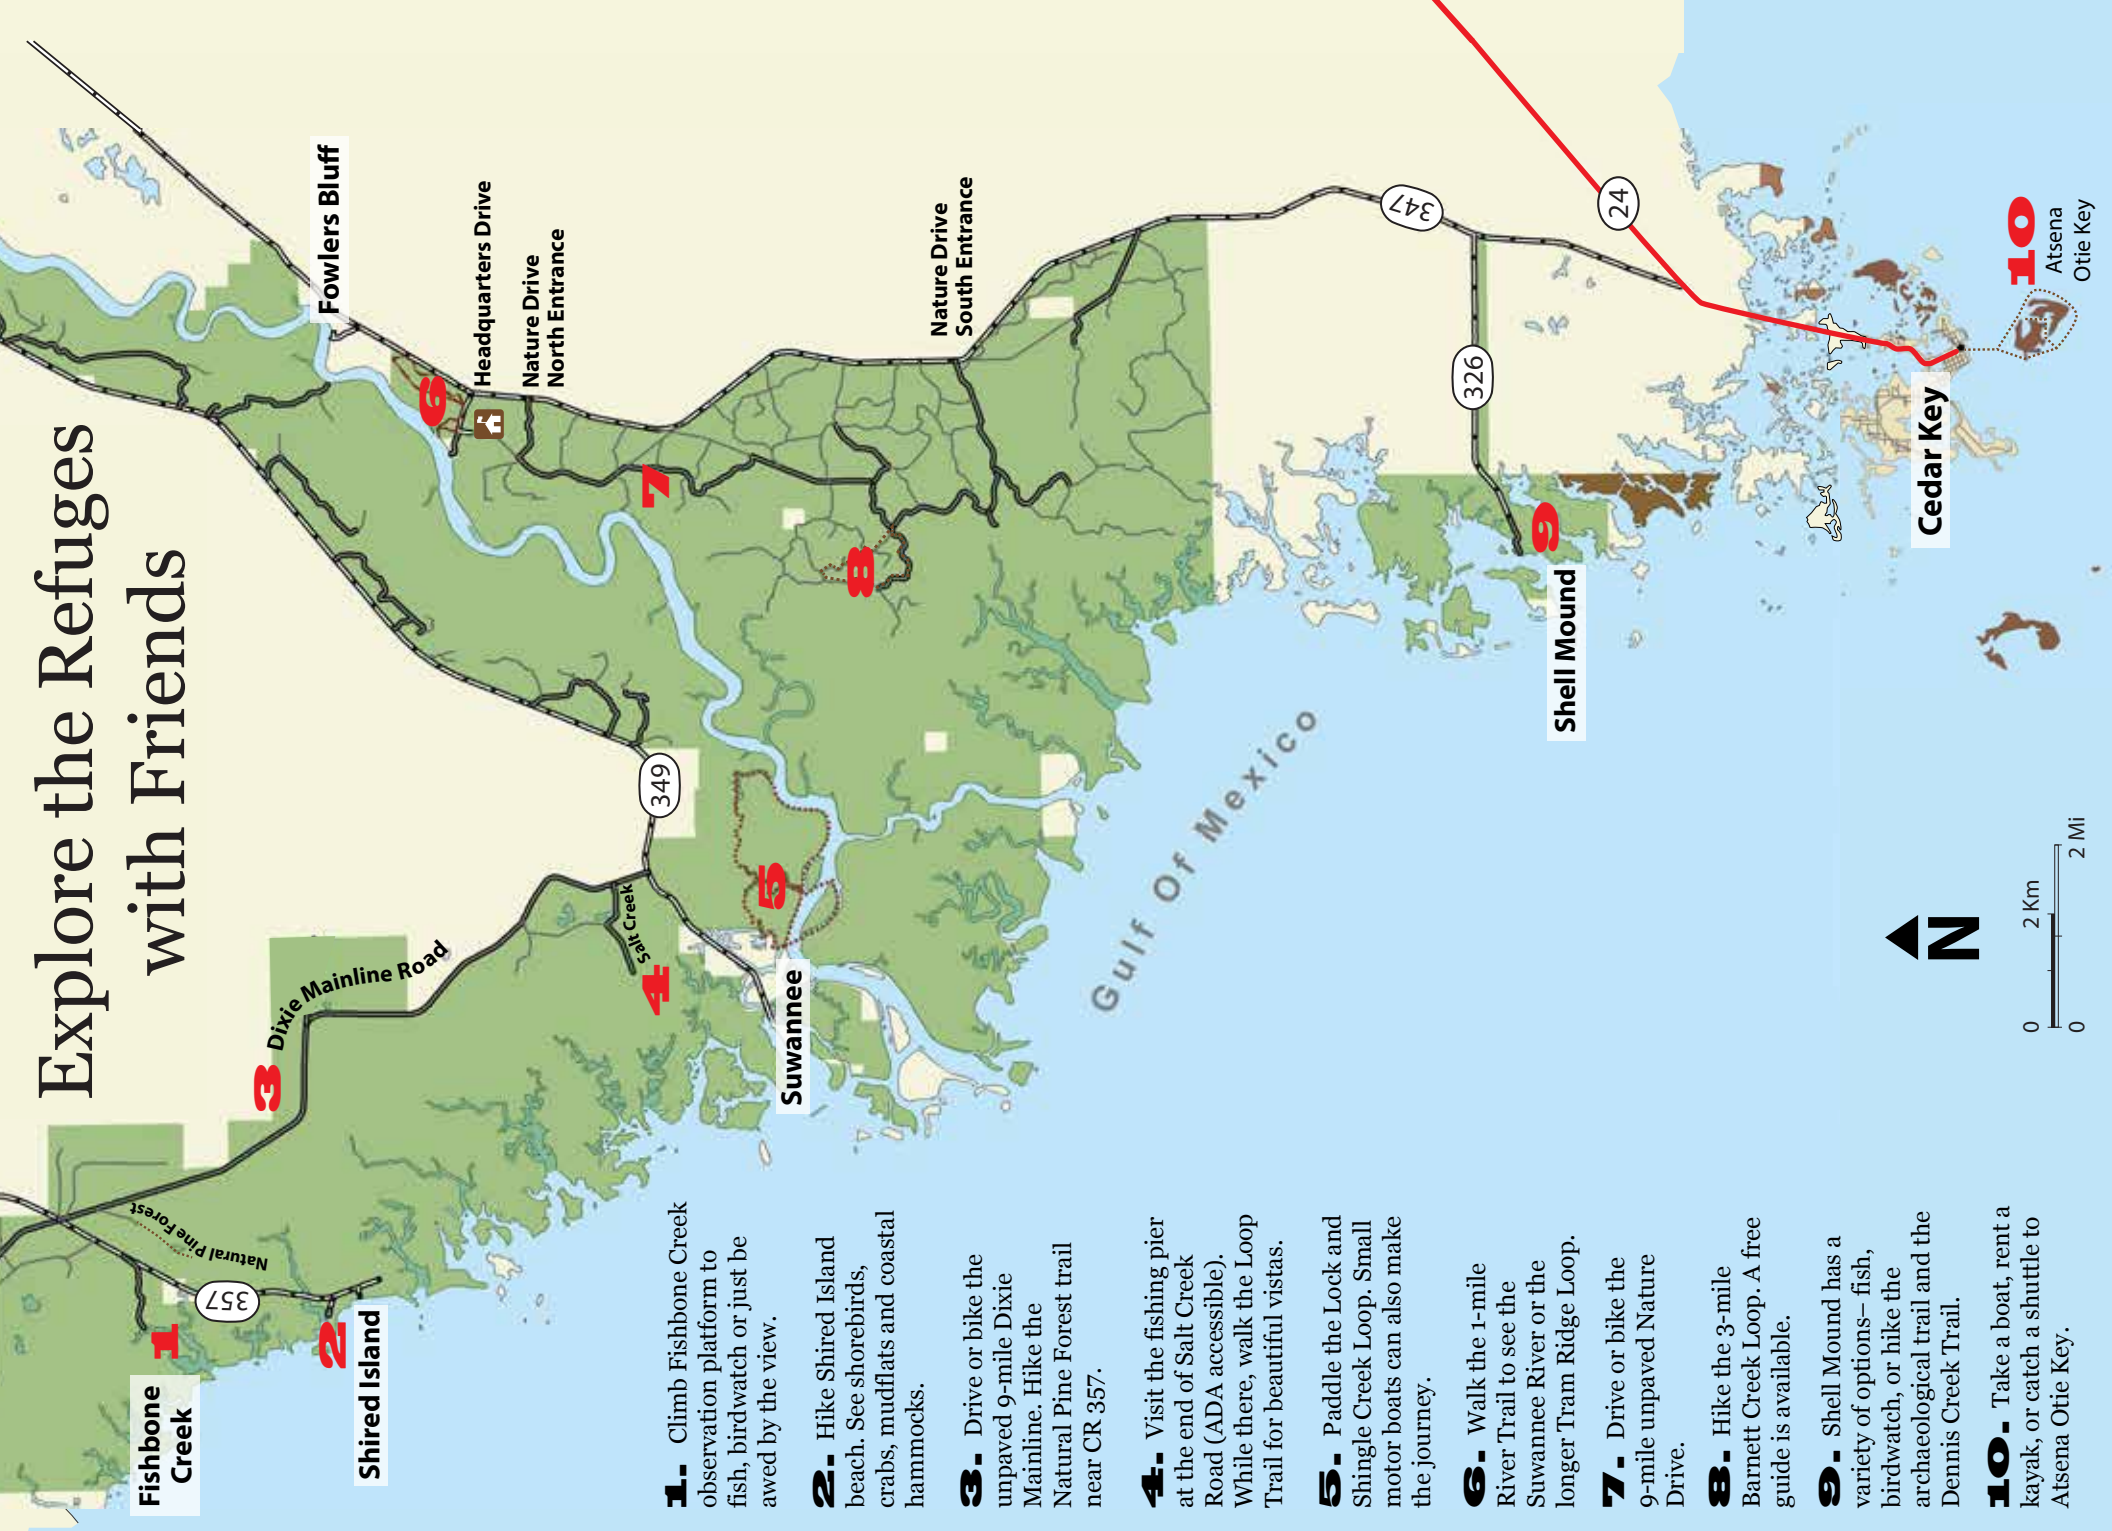 Explore the Refuges
with Friends
Fishbone
Creek
1
2
Shired Island
357
Natural Pine Forest
3
Dixie Mainline Road
4
Salt Creek
349
Suwannee
5
Fowlers Bluff
6
Headquarters Drive
Nature Drive
North Entrance
7
8
Nature Drive
South Entrance
347
326
24
9
Shell Mound
Cedar Key
10
Atsena
Otie Key
Gulf Of Mexico
N
0 2 Km
0 2 Mi
1. Climb Fishbone Creek
observation platform to
fish, birdwatch or just be
awed by the view.
2. Hike Shired Island
beach. See shorebirds,
crabs, mudflats and coastal
hammocks.
3. Drive or bike the
unpaved 9-mile Dixie
Mainline. Hike the
Natural Pine Forest trail
near CR 357.
4. Visit the fishing pier
at the end of Salt Creek
Road (ADA accessible).
While there, walk the Loop
Trail for beautiful vistas.
5. Paddle the Lock and
Shingle Creek Loop. Small
motor boats can also make
the journey.
6. Walk the 1-mile
River Trail to see the
Suwannee River or the
longer Tram Ridge Loop.
7. Drive or bike the
9-mile unpaved Nature
Drive.
8. Hike the 3-mile
Barnett Creek Loop. A free
guide is available.
9. Shell Mound has a
variety of options– fish,
birdwatch, or hike the
archaeological trail and the
Dennis Creek Trail.
10. Take a boat, rent a
kayak, or catch a shuttle to
Atsena Otie Key.